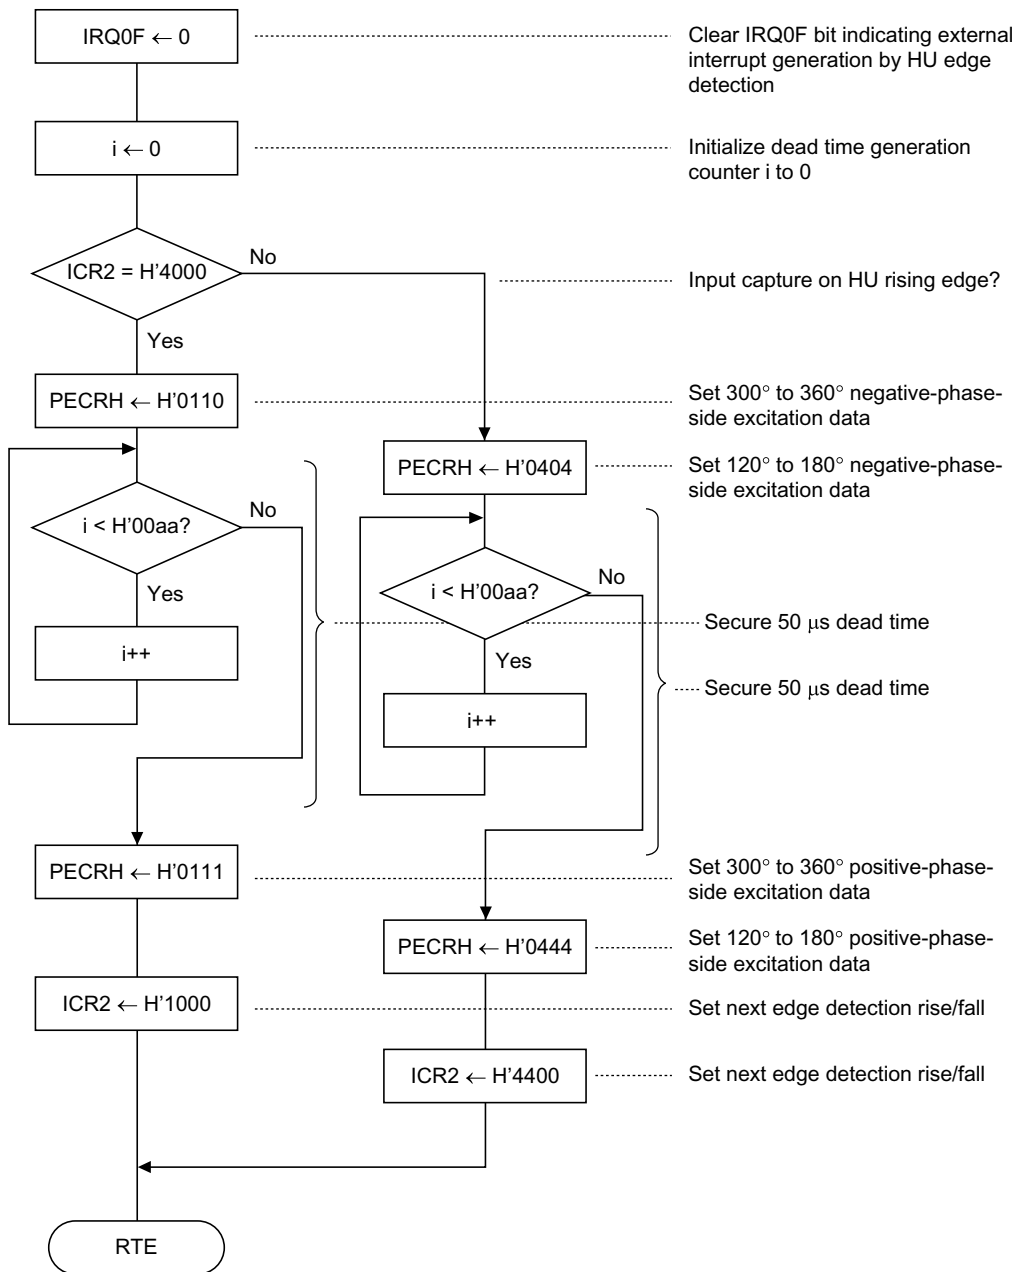 IRQ0F ← 0
Clear IRQ0F bit indicating external
interrupt generation by HU edge
detection
i ← 0
Initialize dead time generation
counter i to 0
ICR2 = H'4000
No
Input capture on HU rising edge?
Yes
PECRH ← H'0110
Set 300° to 360° negative-phase-
side excitation data
PECRH ← H'0404
Set 120° to 180° negative-phase-
side excitation data
i < H'00aa?
No
Yes
i++
i < H'00aa?
No
Yes
i++
Secure 50 μs dead time
Secure 50 μs dead time
PECRH ← H'0111
Set 300° to 360° positive-phase-
side excitation data
PECRH ← H'0444
Set 120° to 180° positive-phase-
side excitation data
ICR2 ← H'1000
Set next edge detection rise/fall
ICR2 ← H'4400
Set next edge detection rise/fall
RTE